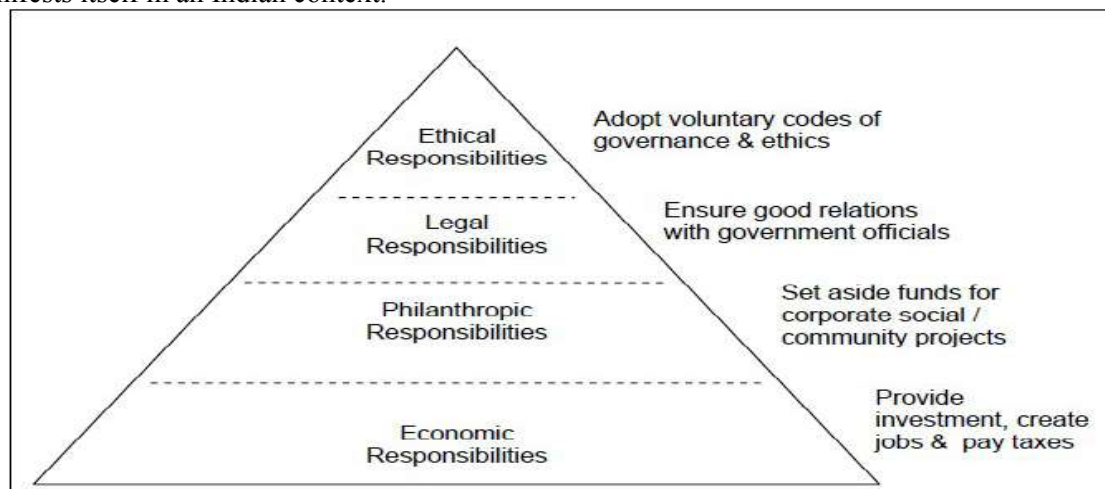 itself in an Indian context.
Ethical
Responsibilities
Adopt voluntary codes of
governance & ethics
Legal
Responsibilities
Ensure good relations
with government officials
Philanthropic
Responsibilities
Set aside funds for
corporate social /
community projects
Economic
Responsibilities
Provide
investment, create
jobs & pay taxes